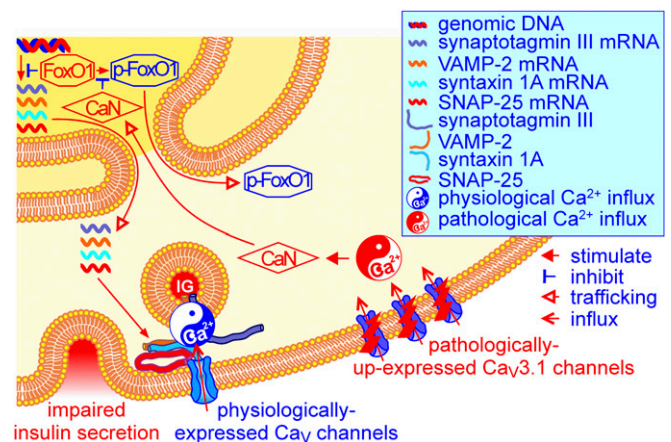 genomic DNA
synaptotagmin III mRNA
VAMP-2 mRNA
syntaxin 1A mRNA
SNAP-25 mRNA
synaptotagmin III
VAMP-2
syntaxin 1A
SNAP-25
physiological Ca²⁺ influx
pathological Ca²⁺ influx
stimulate
inhibit
trafficking
influx
FoxO1
p-FoxO1
CaN
p-FoxO1
CaN
Ca²⁺
IG
Ca²⁺
pathologically-
up-expressed CaV3.1 channels
impaired
insulin secretion
physiologically-
expressed CaV channels